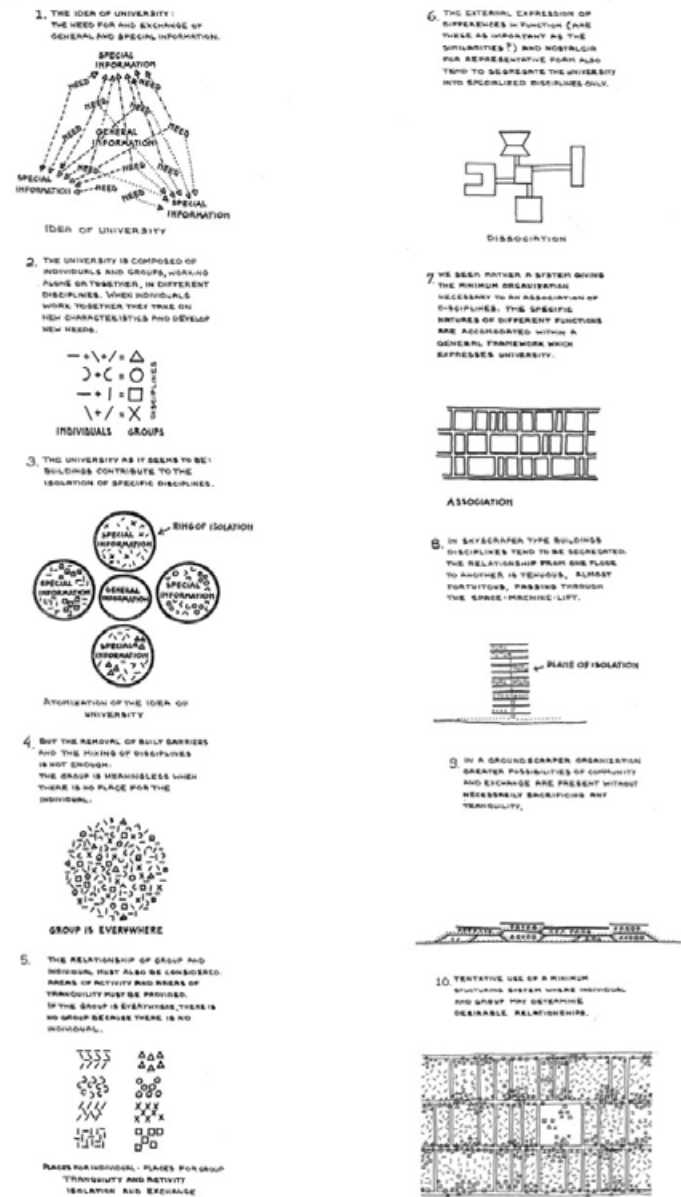 1. THE IDEA OF UNIVERSITY:
THE NEED FOR AND EXCHANGE OF
GENERAL AND SPECIAL INFORMATION.
SPECIAL
INFORMATION
NEED
NEED
NEED
NEED
NEED
GENERAL
INFORMATION
NEED
NEED
NEED
NEED
SPECIAL
INFORMATION
NEED
NEED
SPECIAL
INFORMATION
IDEA OF UNIVERSITY
2. THE UNIVERSITY IS COMPOSED OF
INDIVIDUALS AND GROUPS, WORKING
ALONE OR TOGETHER, IN DIFFERENT
DISCIPLINES. WHEN INDIVIDUALS
WORK TOGETHER THEY TAKE ON
NEW CHARACTERISTICS AND DEVELOP
NEW NEEDS.
DISCIPLINES
INDIVIDUALS GROUPS
3. THE UNIVERSITY AS IT SEEMS TO BE:
BUILDINGS CONTRIBUTE TO THE
ISOLATION OF SPECIFIC DISCIPLINES.
RING OF ISOLATION
SPECIAL
INFORMATION
SPECIAL
INFORMATION
GENERAL
INFORMATION
SPECIAL
INFORMATION
SPECIAL
INFORMATION
ATOMIZATION OF THE IDEA OF
UNIVERSITY
4. BUT THE REMOVAL OF BUILT BARRIERS
AND THE MIXING OF DISCIPLINES
IS NOT ENOUGH.
THE GROUP IS MEANINGLESS WHEN
THERE IS NO PLACE FOR THE
INDIVIDUAL.
GROUP IS EVERYWHERE
5. THE RELATIONSHIP OF GROUP AND
INDIVIDUAL MUST ALSO BE CONSIDERED.
AREAS OF ACTIVITY AND AREAS OF
TRANQUILITY MUST BE PROVIDED.
IF THE GROUP IS EVERYWHERE, THERE IS
NO GROUP BECAUSE THERE IS NO
INDIVIDUAL.
PLACES FOR INDIVIDUAL - PLACES FOR GROUP
TRANQUILITY AND ACTIVITY
ISOLATION AND EXCHANGE
6. THE EXTERNAL EXPRESSION OF
DIFFERENCES IN FUNCTION (ARE
THESE AS IMPORTANT AS THE
SIMILARITIES?) AND NOSTALGIA
FOR REPRESENTATIVE FORM ALSO
TEND TO SEGREGATE THE UNIVERSITY
INTO SPECIALIZED DISCIPLINES ONLY.
DISSOCIATION
7. WE SEEK RATHER A SYSTEM GIVING
THE MINIMUM ORGANIZATION
NECESSARY TO AN ASSOCIATION OF
DISCIPLINES. THE SPECIFIC
NATURES OF DIFFERENT FUNCTIONS
ARE ACCOMODATED WITHIN A
GENERAL FRAMEWORK WHICH
EXPRESSES UNIVERSITY.
ASSOCIATION
8. IN SKYSCRAPER TYPE BUILDINGS
DISCIPLINES TEND TO BE SEGREGATED.
THE RELATIONSHIP FROM ONE FLOOR
TO ANOTHER IS TENUOUS, ALMOST
FORTUITOUS, PASSING THROUGH
THE SPACE-MACHINE-LIFT.
PLANE OF ISOLATION
9. IN A GROUNDSCRAPER ORGANIZATION
GREATER POSSIBILITIES OF COMMUNITY
AND EXCHANGE ARE PRESENT WITHOUT
NECESSARILY SACRIFICING ANY
TRANQUILITY.
10. TENTATIVE USE OF A MINIMUM
STUCTURING SYSTEM WHERE INDIVIDUAL
AND GROUP MAY DETERMINE
DESIRABLE RELATIONSHIPS.